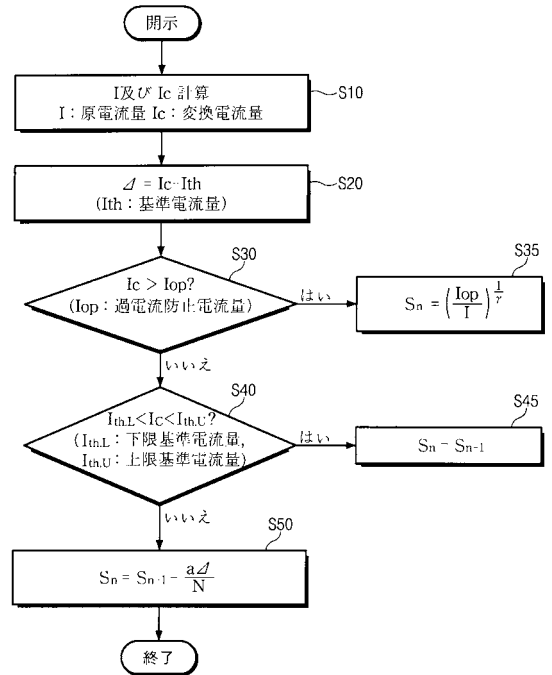 開示
I及び Ic 計算
I：原電流量 Ic：変換電流量
S10
Δ = Ic-Ith
(Ith：基準電流量)
S20
Ic > Iop?
(Iop：過電流防止電流量)
S30
はい
Sn = (Iop/I)^(1/γ)
S35
いいえ
Ith,L<IC<Ith,U?
(Ith,L：下限基準電流量,
Ith,U：上限基準電流量)
S40
はい
Sn = Sn-1
S45
いいえ
Sn = Sn-1 - aΔ/N
S50
終了